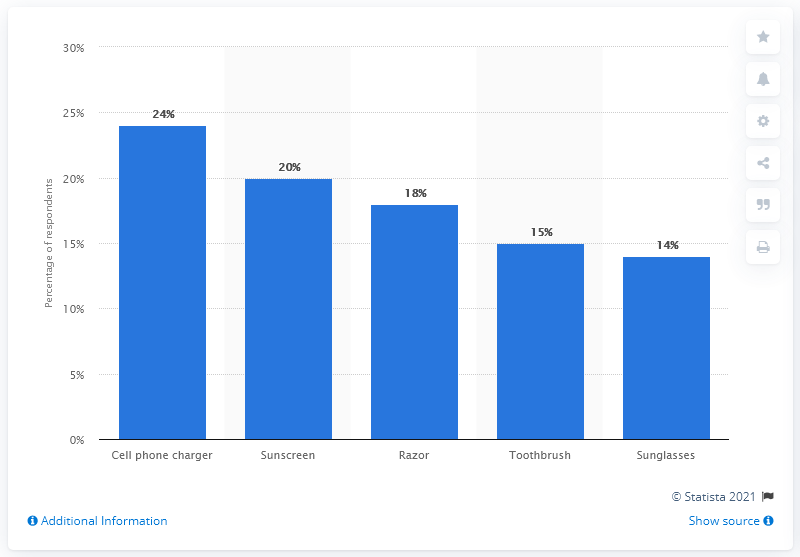 30%
25%
20%
15%
10%
5%
0%
Percentage of respondents
24%
20%
18%
15%
14%
Cell phone charger
Sunscreen
Razor
Toothbrush
Sunglasses
© Statista 2021
Additional Information
Show source